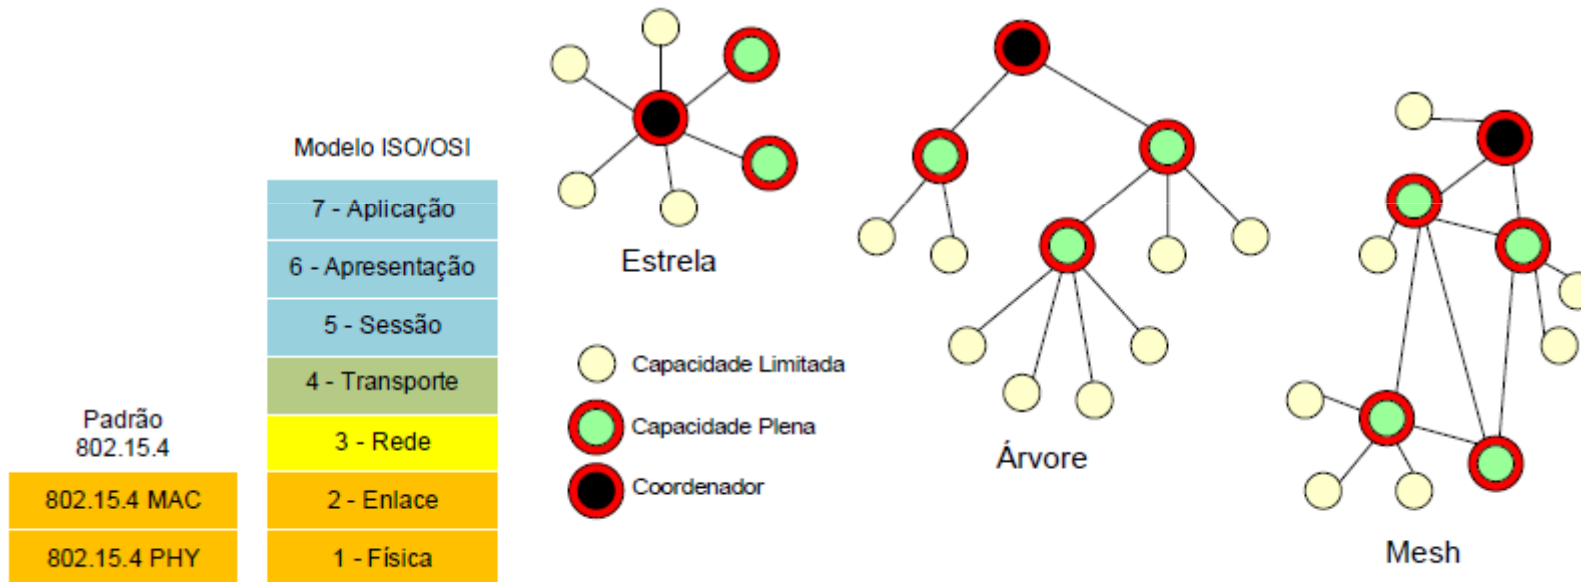 Padrão
802.15.4
802.15.4 MAC
802.15.4 PHY
Modelo ISO/OSI
7 - Aplicação
6 - Apresentação
5 - Sessão
4 - Transporte
3 - Rede
2 - Enlace
1 - Física
Estrela
Capacidade Limitada
Capacidade Plena
Coordenador
Árvore
Mesh